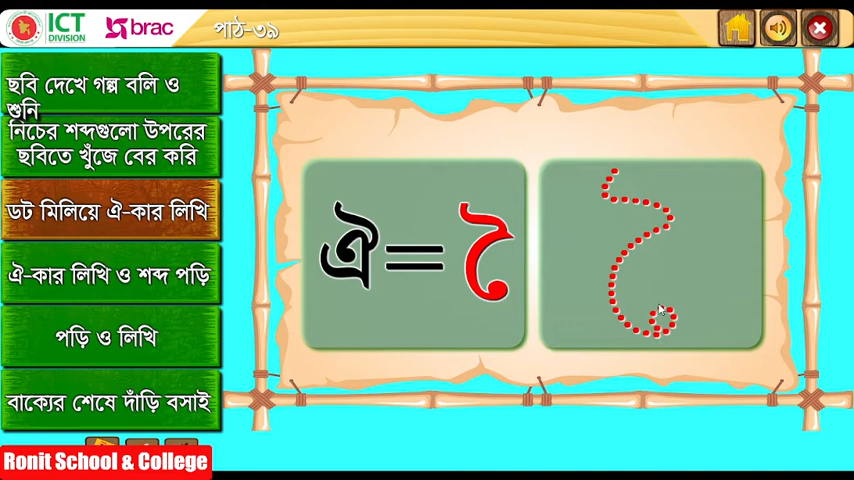 ICT
DIVISION
brac
পাঠ-৩৯
ছবি দেখে গল্প বলি ও
শুনি
নিচের শব্দগুলো উপরের
ছবিতে খুঁজে বের করি
ডট মিলিয়ে ঐ-কার লিখি
ঐ-কার লিখি ও শব্দ পড়ি
পড়ি ও লিখি
বাক্যের শেষে দাঁড়ি বসাই
ঐ=ৈ
ৈ
Ronit School & College